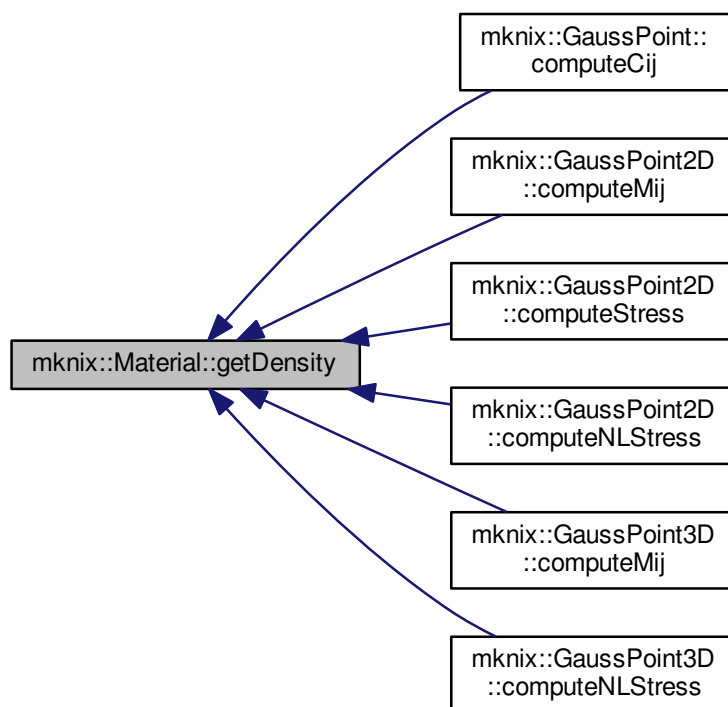 mknix::GaussPoint::
computeCij
mknix::GaussPoint2D
::computeMij
mknix::GaussPoint2D
::computeStress
mknix::Material::getDensity
mknix::GaussPoint2D
::computeNLStress
mknix::GaussPoint3D
::computeMij
mknix::GaussPoint3D
::computeNLStress